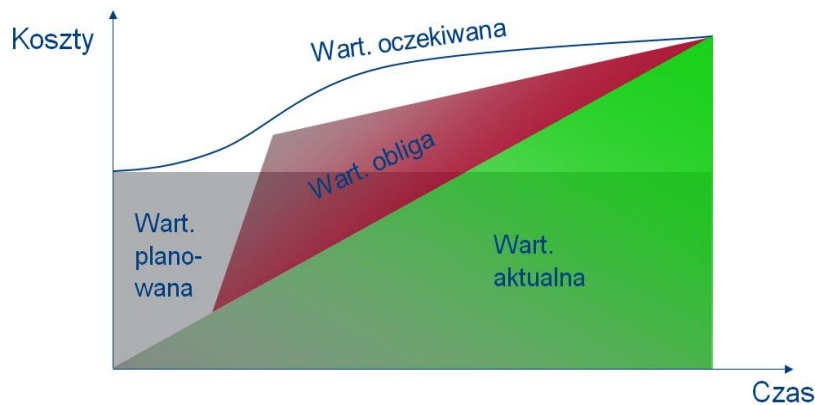 Koszty
Wart. oczekiwana
Wart. obliga
Wart.
plano-
wana
Wart.
aktualna
Czas